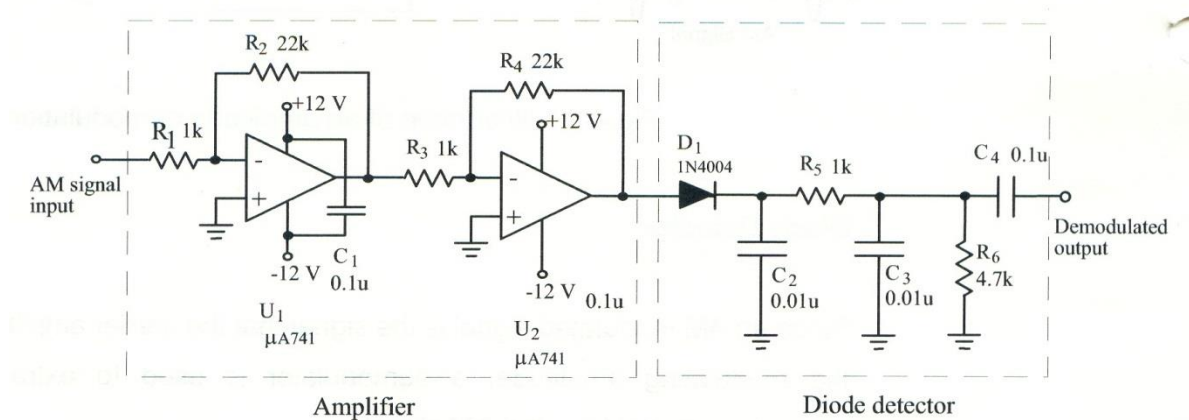 R2 22k
R4 22k
+12 V
+12 V
R1 1k
R3 1k
D1
1N4004
R5 1k
C4 0.1u
-
+
-
+
AM signal
input
Demodulated
output
-12 V
C1
0.1u
-12 V
0.1u
C2
0.01u
C3
0.01u
R6
4.7k
U1
µA741
U2
µA741
Amplifier
Diode detector